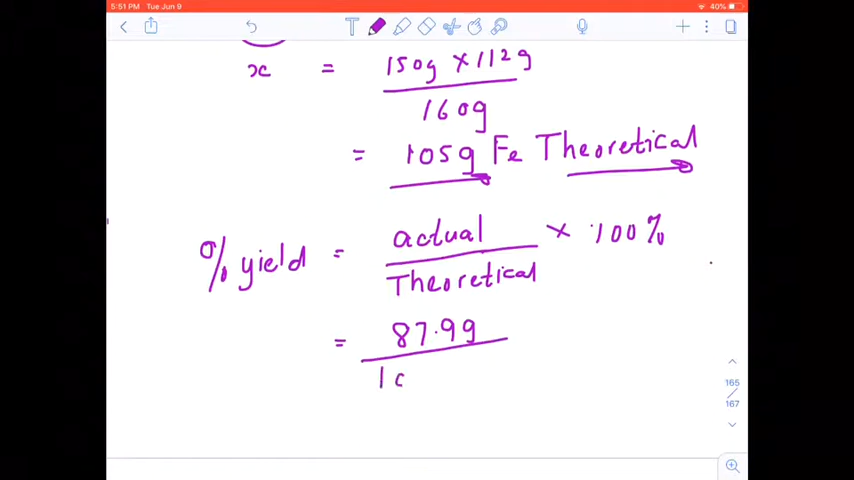 5:51 PM Tue Jun 9
40%
x = 150g × 112g
160g
= 105g Fe Theoretical
% yield = actual × 100%
Theoretical
= 87.9g
10
165
/
167